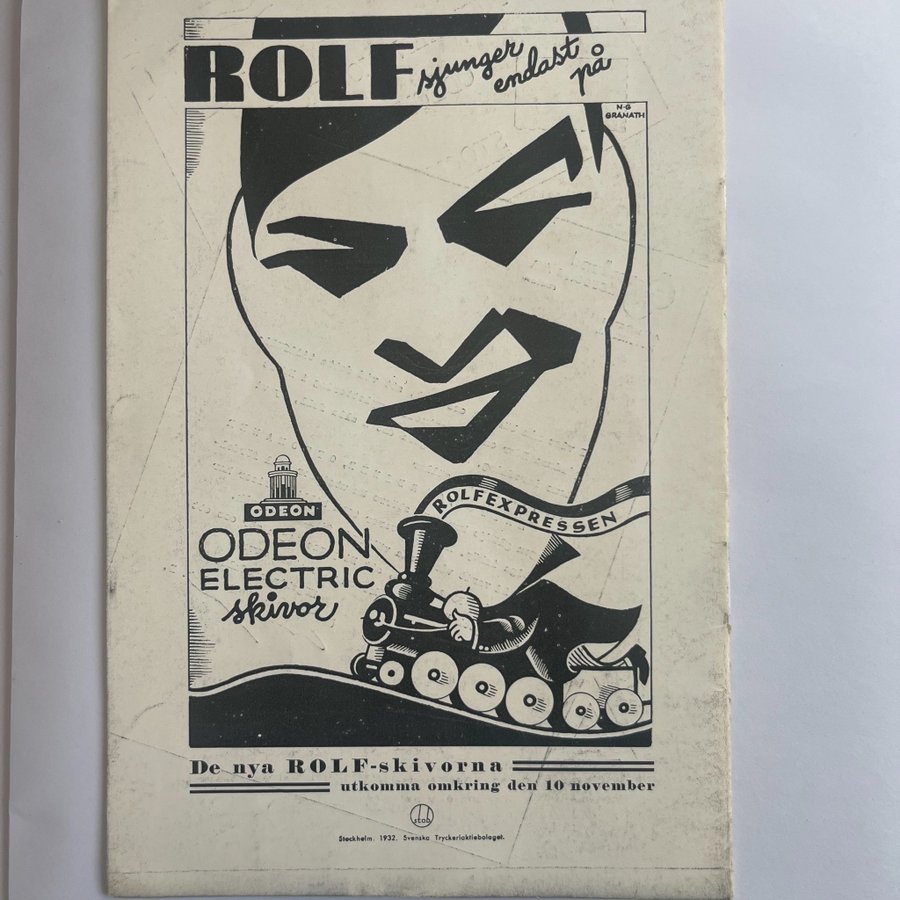 ROLF sjunger endast på
N·G
GRANATH
ROLFEXPRESSEN
ODEON
ODEON
ELECTRIC
skivor
De nya ROLF-skivorna
utkomma omkring den 10 november
stab
Stockholm. 1932. Svenska Tryckeriaktiebolaget.